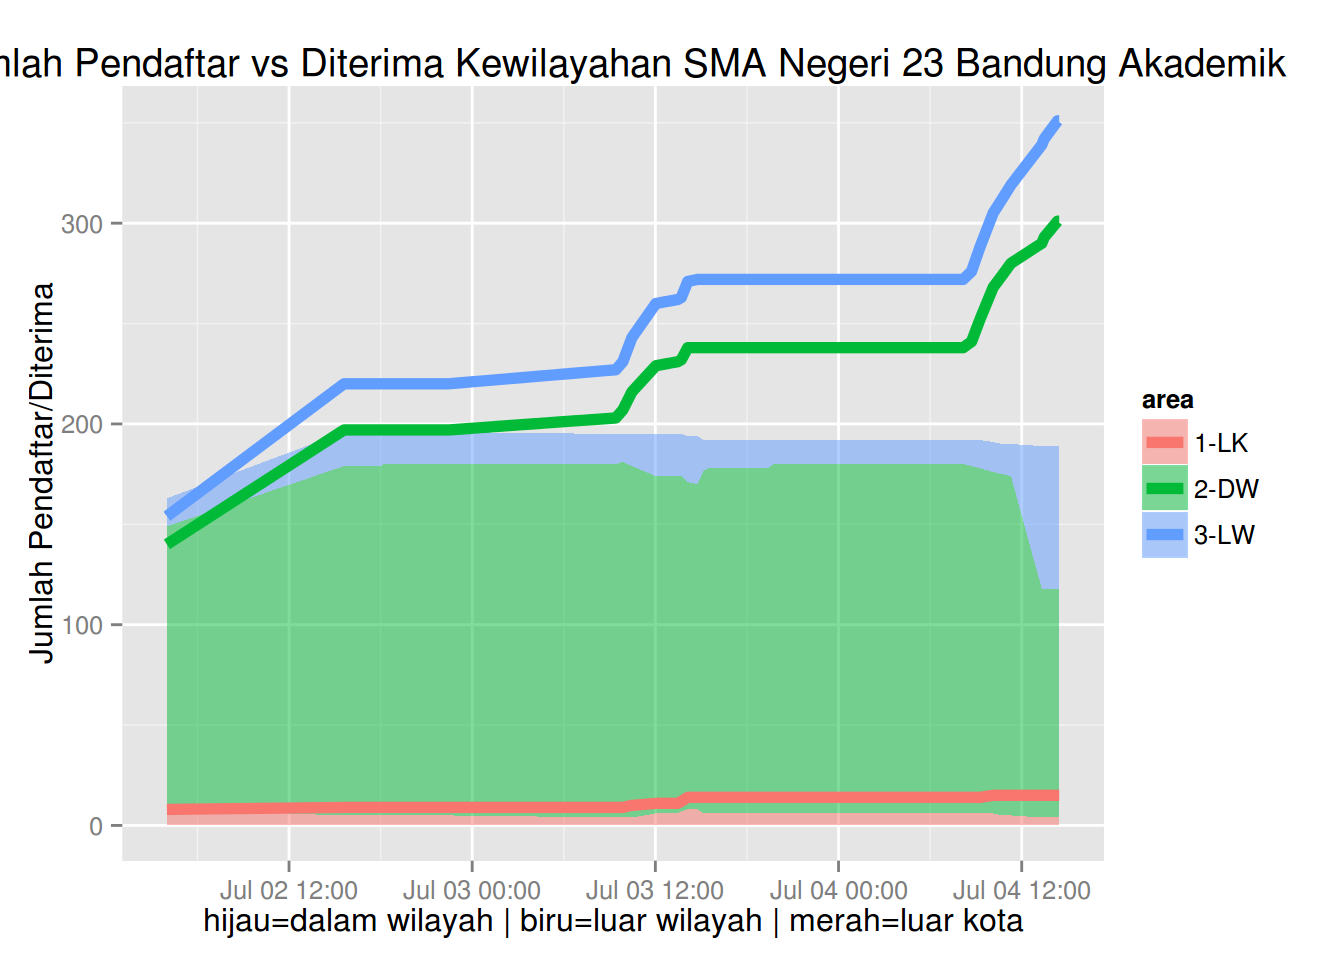 mlah Pendaftar vs Diterima Kewilayahan SMA Negeri 23 Bandung Akademik
Jumlah Pendaftar/Diterima
300
200
100
0
Jul 02 12:00 Jul 03 00:00 Jul 03 12:00 Jul 04 00:00 Jul 04 12:00
hijau=dalam wilayah | biru=luar wilayah | merah=luar kota
area
1-LK
2-DW
3-LW